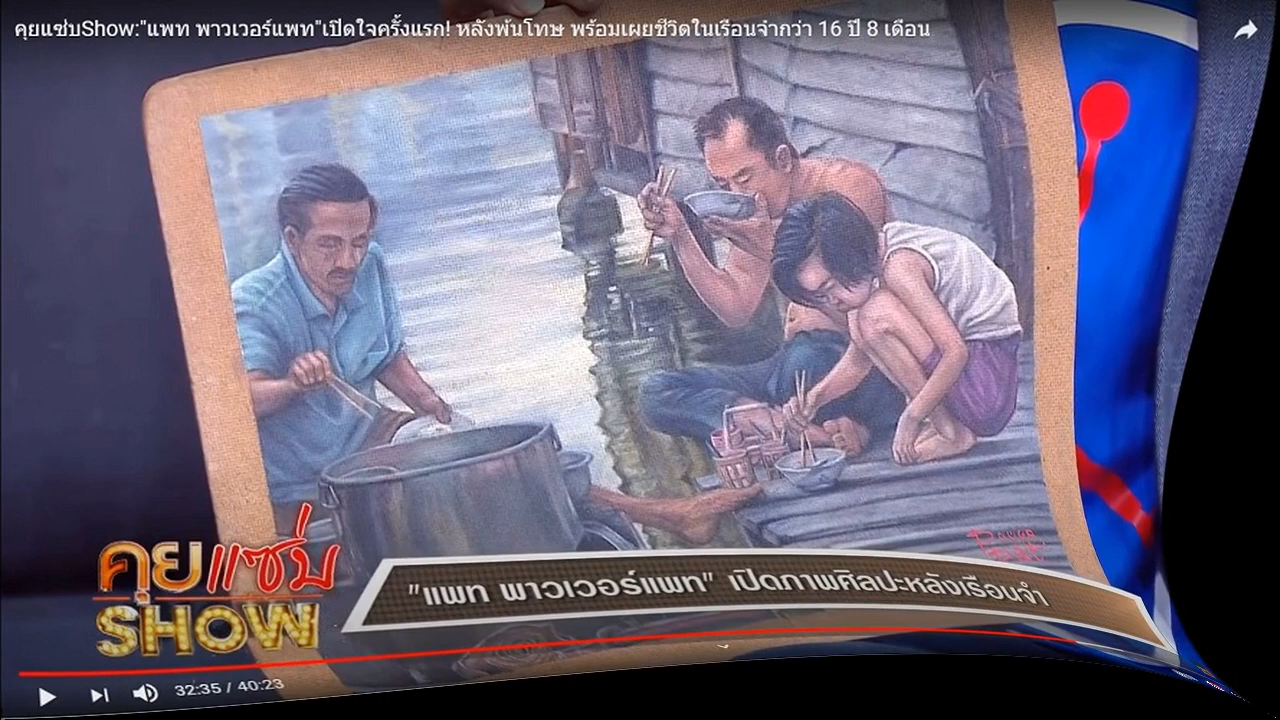 คุยแซ่บShow:"แพท พาวเวอร์แพท"เปิดใจครั้งแรก! หลังพ้นโทษ พร้อมเผยชีวิตในเรือนจำกว่า 16 ปี 8 เดือน
คุยแซ่บ
SHOW
"แพท พาวเวอร์แพท" เปิดภาพศิลปะหลังเรือนจำ
32:35 / 40:23